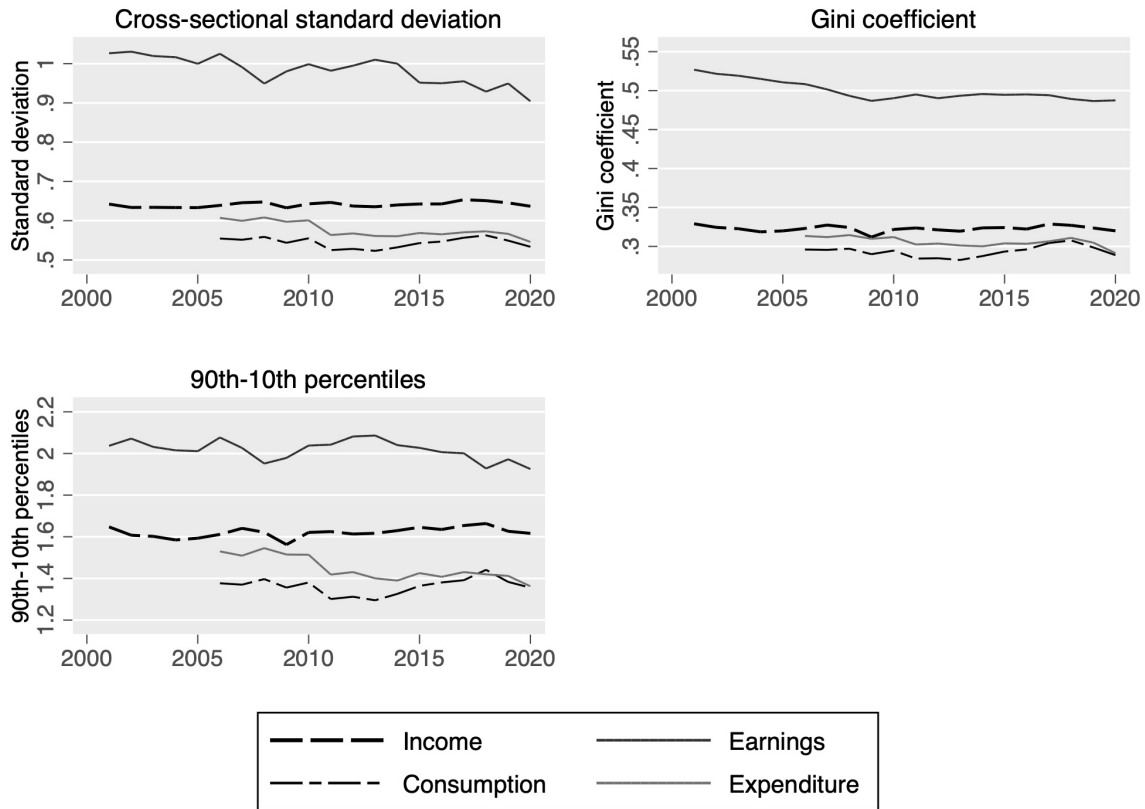 Cross-sectional standard deviation
Standard deviation
1
.9
.8
.7
.6
.5
2000 2005 2010 2015 2020
Gini coefficient
Gini coefficient
.55
.5
.45
.4
.35
.3
2000 2005 2010 2015 2020
90th-10th percentiles
90th-10th percentiles
2.2
2
1.8
1.6
1.4
1.2
2000 2005 2010 2015 2020
Income Earnings
Consumption Expenditure